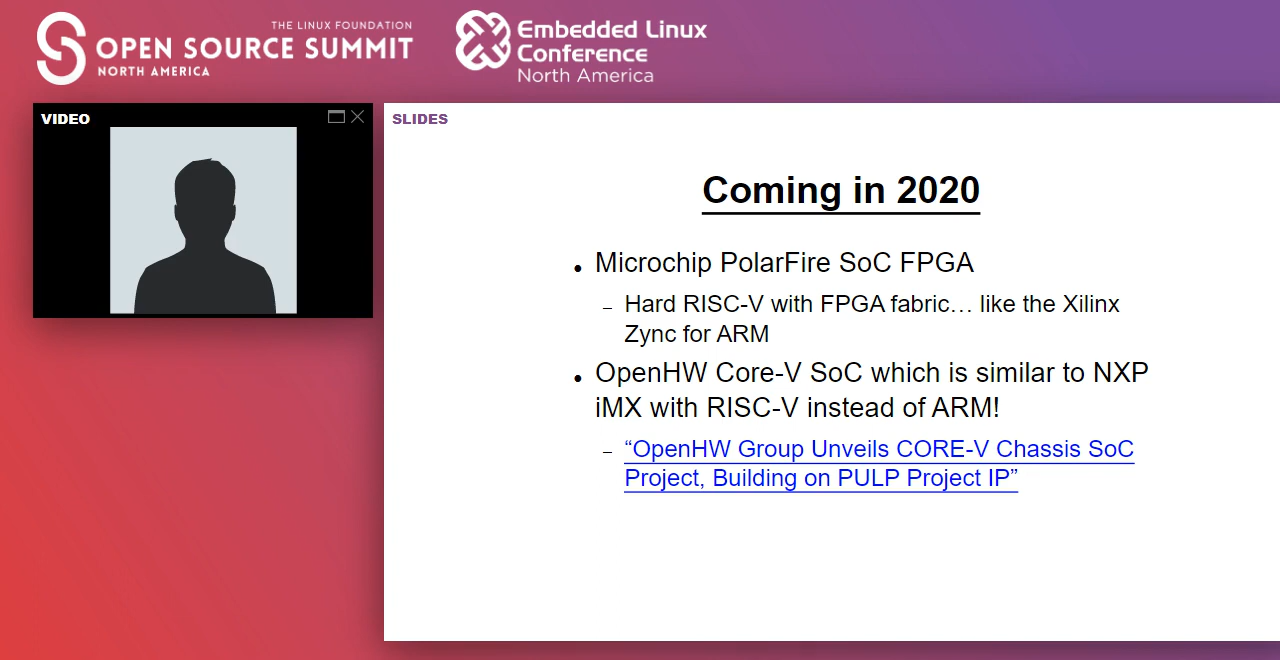 THE LINUX FOUNDATION
OPEN SOURCE SUMMIT
NORTH AMERICA
Embedded Linux
Conference
North America
VIDEO
SLIDES
Coming in 2020
• Microchip PolarFire SoC FPGA
– Hard RISC-V with FPGA fabric… like the Xilinx
Zync for ARM
• OpenHW Core-V SoC which is similar to NXP
iMX with RISC-V instead of ARM!
– “OpenHW Group Unveils CORE-V Chassis SoC
Project, Building on PULP Project IP”